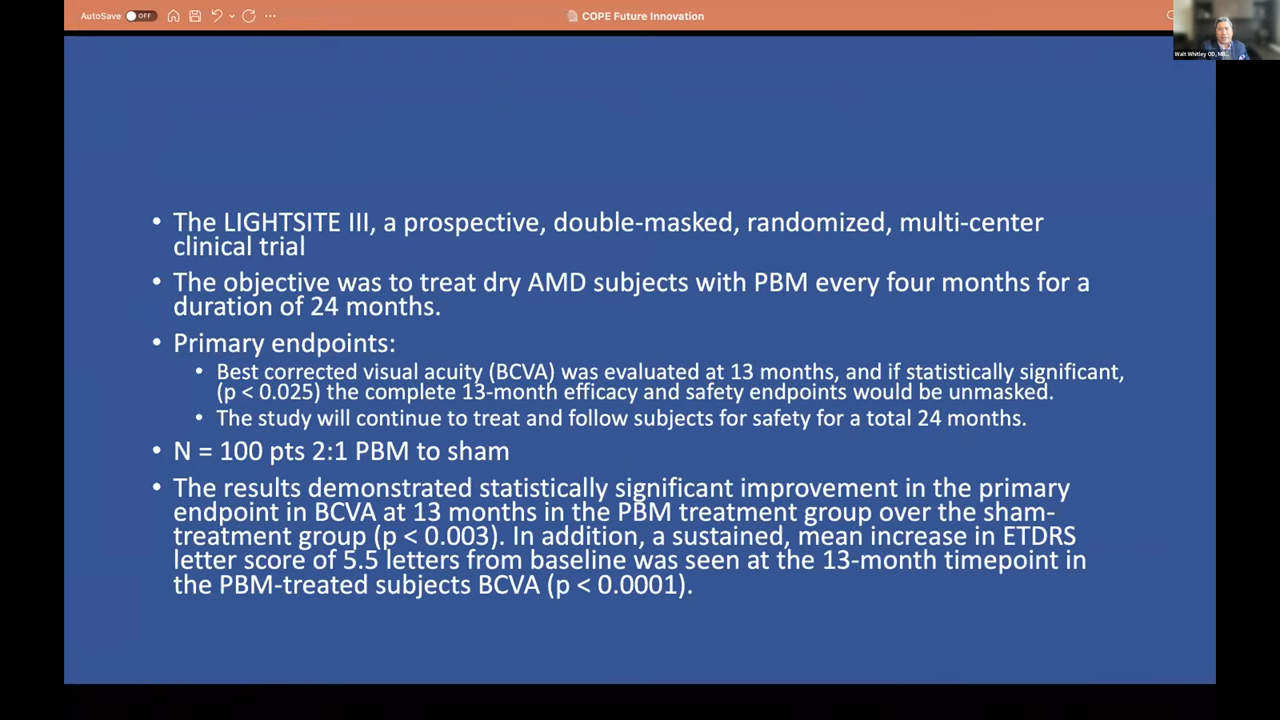 AutoSave OFF
COPE Future Innovation
Walt Whitley OD, MB...
• The LIGHTSITE III, a prospective, double-masked, randomized, multi-center
clinical trial
• The objective was to treat dry AMD subjects with PBM every four months for a
duration of 24 months.
• Primary endpoints:
• Best corrected visual acuity (BCVA) was evaluated at 13 months, and if statistically significant,
(p < 0.025) the complete 13-month efficacy and safety endpoints would be unmasked.
• The study will continue to treat and follow subjects for safety for a total 24 months.
• N = 100 pts 2:1 PBM to sham
• The results demonstrated statistically significant improvement in the primary
endpoint in BCVA at 13 months in the PBM treatment group over the sham-
treatment group (p < 0.003). In addition, a sustained, mean increase in ETDRS
letter score of 5.5 letters from baseline was seen at the 13-month timepoint in
the PBM-treated subjects BCVA (p < 0.0001).